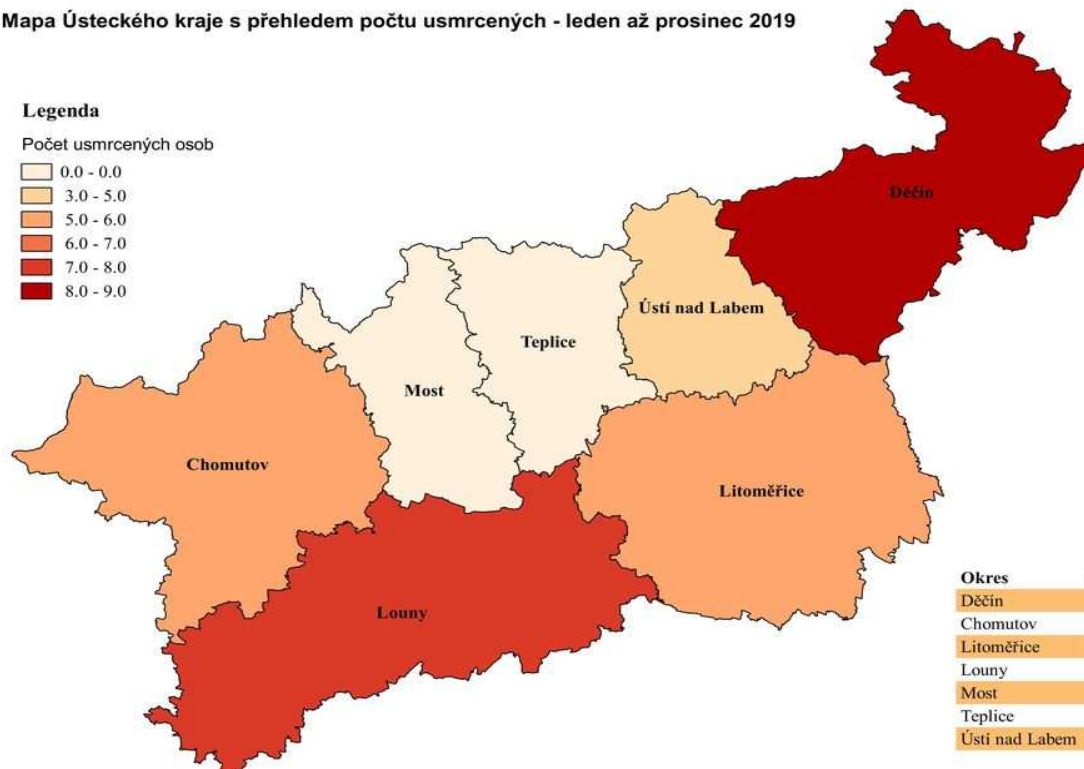 Mapa Ústeckého kraje s přehledem počtu usmrcených - leden až prosinec 2019
Legenda
Počet usmrcených osob
0.0 - 0.0
3.0 - 5.0
5.0 - 6.0
6.0 - 7.0
7.0 - 8.0
8.0 - 9.0
Děčín
Ústí nad Labem
Teplice
Most
Chomutov
Litoměřice
Louny
Okres
Děčín
Chomutov
Litoměřice
Louny
Most
Teplice
Ústí nad Labem